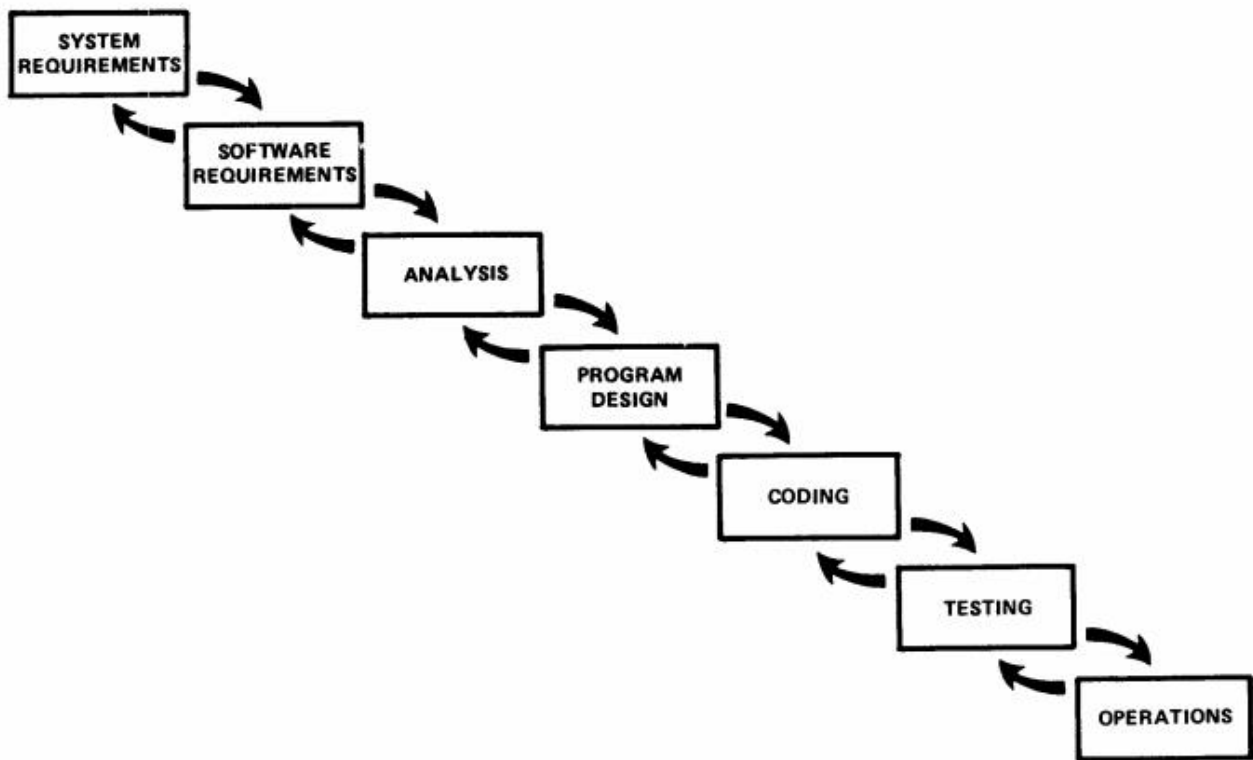 SYSTEM
REQUIREMENTS
SOFTWARE
REQUIREMENTS
ANALYSIS
PROGRAM
DESIGN
CODING
TESTING
OPERATIONS